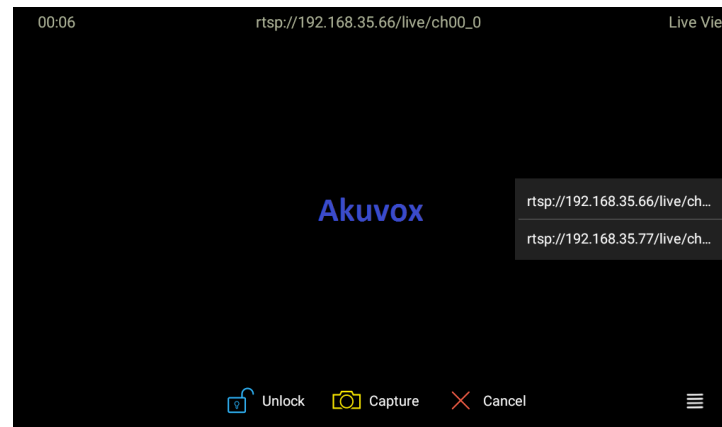 00:06 rtsp://192.168.35.66/live/ch00_0 Live Vie
rtsp://192.168.35.66/live/ch...
Akuvox
rtsp://192.168.35.77/live/ch...
Unlock Capture Cancel